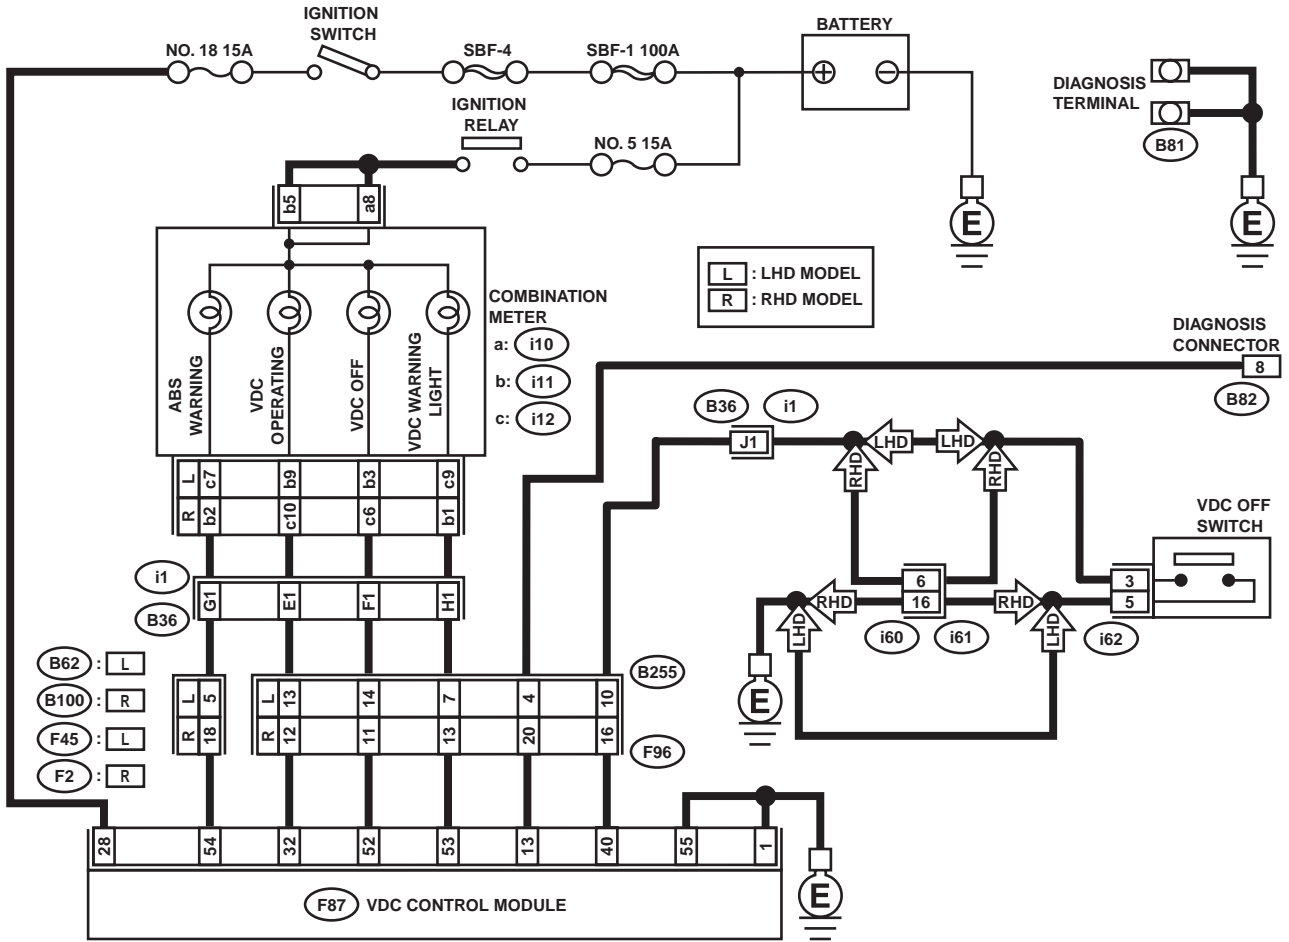 IGNITION
SWITCH
BATTERY
NO. 18 15A
SBF-4
SBF-1 100A
DIAGNOSIS
TERMINAL
B81
IGNITION
RELAY
NO. 5 15A
E
E
b5
a8
L : LHD MODEL
R : RHD MODEL
COMBINATION
METER
a: i10
b: i11
c: i12
ABS
WARNING
VDC
OPERATING
VDC OFF
VDC WARNING
LIGHT
DIAGNOSIS
CONNECTOR
8
B82
B36
i1
J1
LHD
LHD
RHD
RHD
L c7 b9 b3 c9
R b2 c10 c6 b1
VDC OFF
SWITCH
i1
G1 E1 F1 H1
B36
6
16
RHD
RHD
3
5
LHD
LHD
i60
i61
i62
B62 : L
B100 : R
F45 : L
F2 : R
L 5
R 18
L 13 14 7 4 10
R 12 11 13 20 16
B255
F96
E
28 54 32 52 53 13 40 55 1
E
F87 VDC CONTROL MODULE